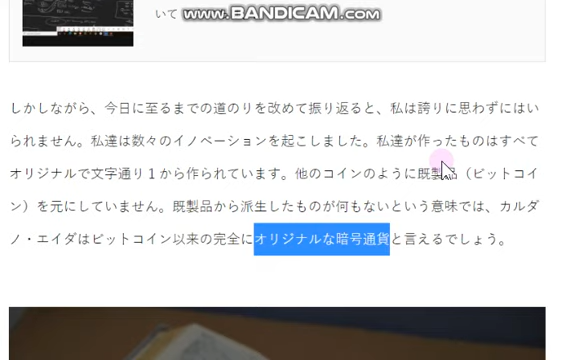 いて
www.BANDICAM.com
しかしながら、今日に至るまでの道のりを改めて振り返ると、私は誇りに思わずにはい
られません。私達は数々のイノベーションを起こしました。私達が作ったものはすべて
オリジナルで文字通り１から作られています。他のコインのように既製品（ビットコイ
ン）を元にしていません。既製品から派生したものが何もないという意味では、カルダ
ノ・エイダはビットコイン以来の完全にオリジナルな暗号通貨と言えるでしょう。